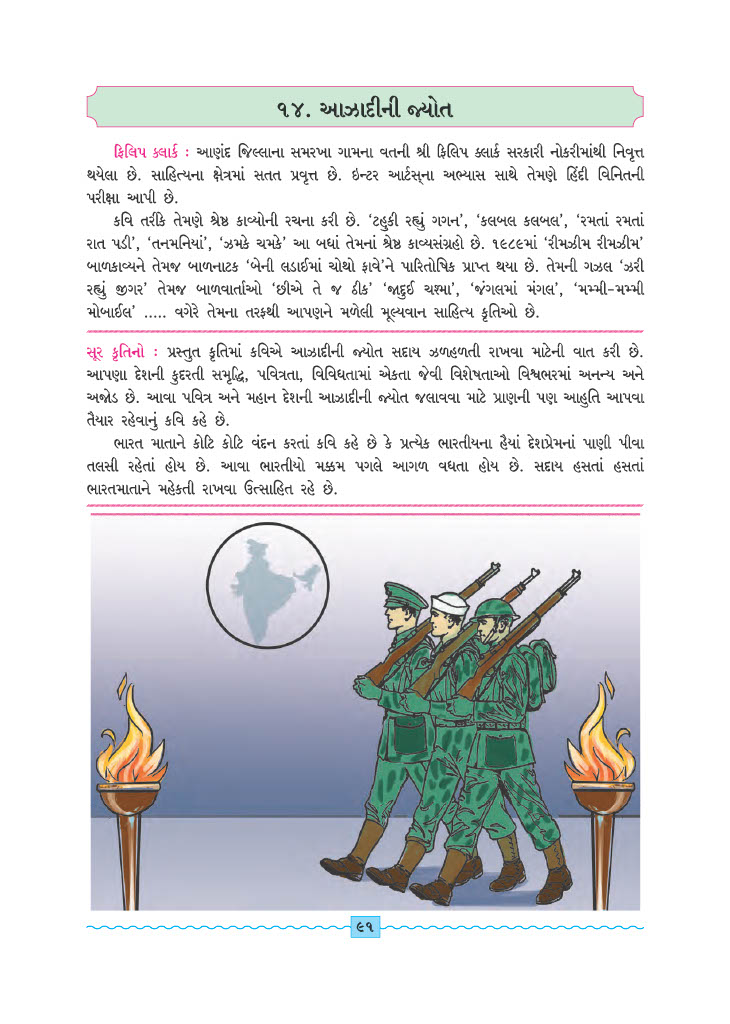 ૧૪. આઝાદીની જ્યોત
ફિલિપ ક્લાર્ક : આણંદ જિલ્લાના સમરખા ગામના વતની શ્રી ફિલિપ ક્લાર્ક સરકારી નોકરીમાંથી નિવૃત્ત
થયેલા છે. સાહિત્યના ક્ષેત્રમાં સતત પ્રવૃત્ત છે. ઇન્ટર આર્ટ્સ્ના અભ્યાસ સાથે તેમણે હિંદી વિનિતની
પરીક્ષા આપી છે.
કવિ તરીકે તેમણે શ્રેષ્ઠ કાવ્યોની રચના કરી છે. ‘ટહુકી રહ્યું ગગન’, ‘કલબલ કલબલ’, ‘રમતાં રમતાં
રાત પડી’, ‘તનમનિયાં’, ‘ઝમકે ચમકે’ આ બધાં તેમનાં શ્રેષ્ઠ કાવ્યસંગ્રહો છે. ૧૯૮૯માં ‘રીમઝીમ રીમઝીમ’
બાળકાવ્યને તેમજ બાળનાટક ‘બેની લડાઈમાં ચોથો ફાવે’ને પારિતોષિક પ્રાપ્ત થયા છે. તેમની ગઝલ ‘ઝરી
રહ્યું જીગર’ તેમજ બાળવાર્તાઓ ‘છીએ તે જ ઠીક’ ‘જાદુઈ ચશ્મા’, ‘જંગલમાં મંગલ’, ‘મમ્મી-મમ્મી
મોબાઈલ’ ..... વગેરે તેમના તરફથી આપણને મળેલી મૂલ્યવાન સાહિત્ય કૃતિઓ છે.
સૂર કૃતિનો : પ્રસ્તુત કૃતિમાં કવિએ આઝાદીની જ્યોત સદાય ઝળહળતી રાખવા માટેની વાત કરી છે.
આપણા દેશની કુદરતી સમૃદ્ધિ, પવિત્રતા, વિવિધતામાં એકતા જેવી વિશેષતાઓ વિશ્વભરમાં અનન્ય અને
અજોડ છે. આવા પવિત્ર અને મહાન દેશની આઝાદીની જ્યોત જલાવવા માટે પ્રાણની પણ આહુતિ આપવા
તૈયાર રહેવાનું કવિ કહે છે.
ભારત માતાને કોટિ કોટિ વંદન કરતાં કવિ કહે છે કે પ્રત્યેક ભારતીયના હૈયાં દેશપ્રેમનાં પાણી પીવા
તલસી રહેતાં હોય છે. આવા ભારતીયો મક્કમ પગલે આગળ વધતા હોય છે. સદાય હસતાં હસતાં
ભારતમાતાને મહેકતી રાખવા ઉત્સાહિત રહે છે.
૯૧